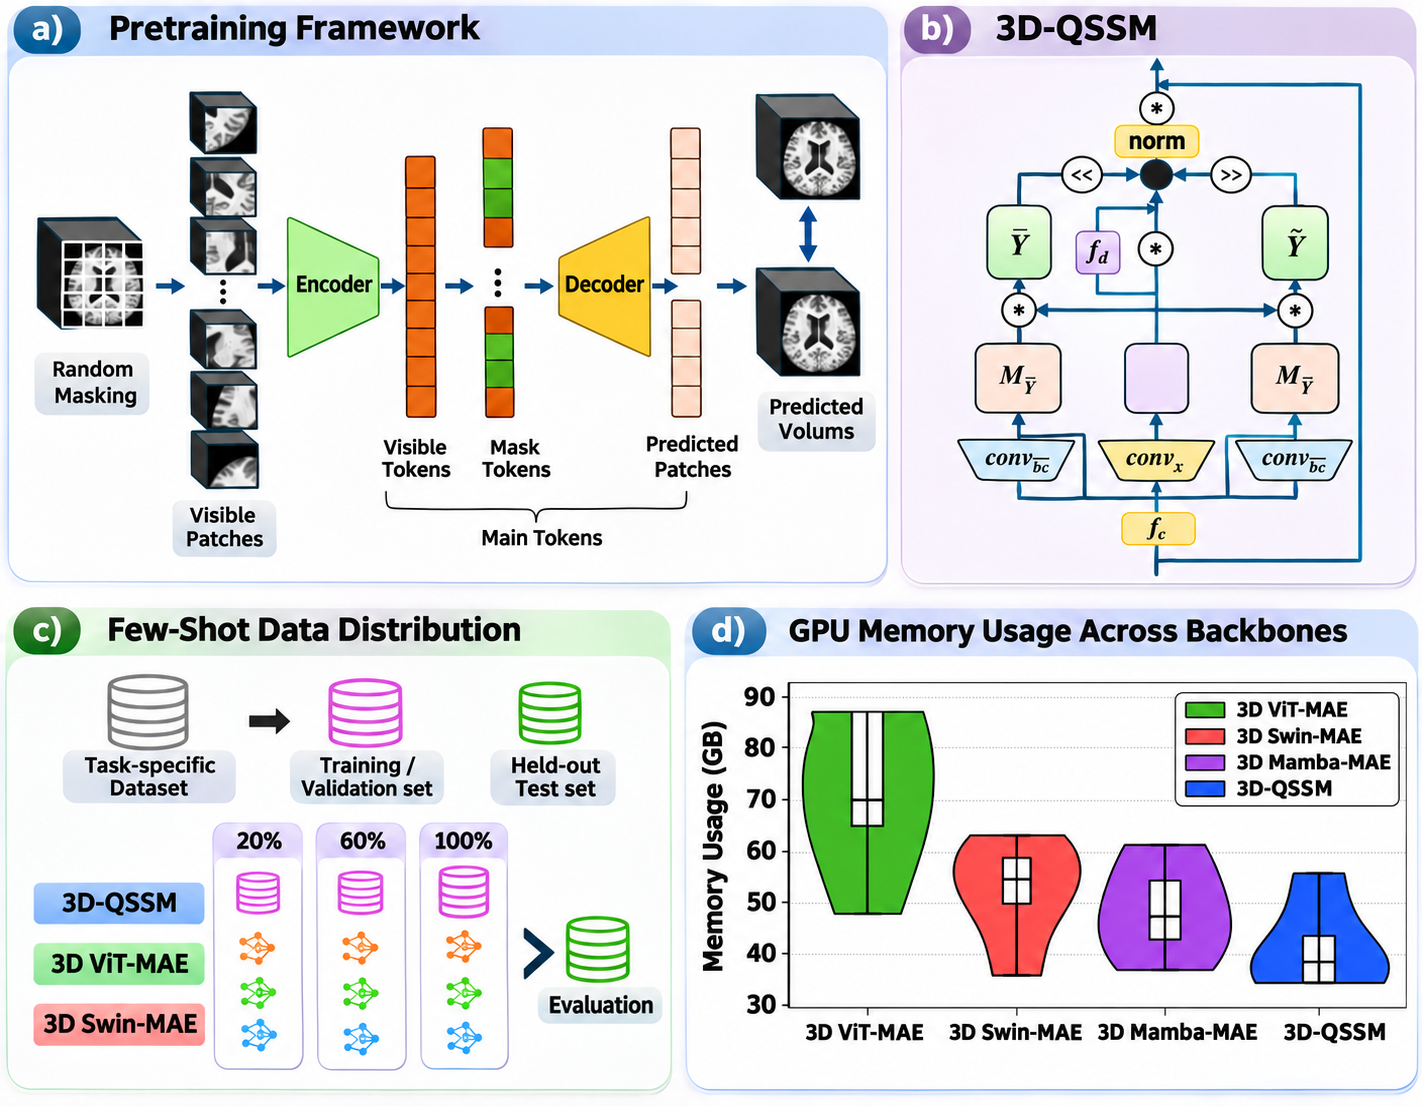 a) Pretraining Framework
Random
Masking
Visible
Patches
Encoder
Visible
Tokens
Mask
Tokens
Decoder
Predicted
Patches
Main Tokens
Predicted
Volums
b) 3D-QSSM
*
norm
<<
>>
Ȳ
f_d
*
Ỹ
*
*
M_Ȳ
M_Ȳ
conv_b̅c̅
conv_x
conv_b̅c̅
f_c
c) Few-Shot Data Distribution
Task-specific
Dataset
Training /
Validation set
Held-out
Test set
20%
60%
100%
3D-QSSM
3D ViT-MAE
3D Swin-MAE
Evaluation
d) GPU Memory Usage Across Backbones
Memory Usage (GB)
90
80
70
60
50
40
30
3D ViT-MAE
3D Swin-MAE
3D Mamba-MAE
3D-QSSM
3D ViT-MAE
3D Swin-MAE
3D Mamba-MAE
3D-QSSM